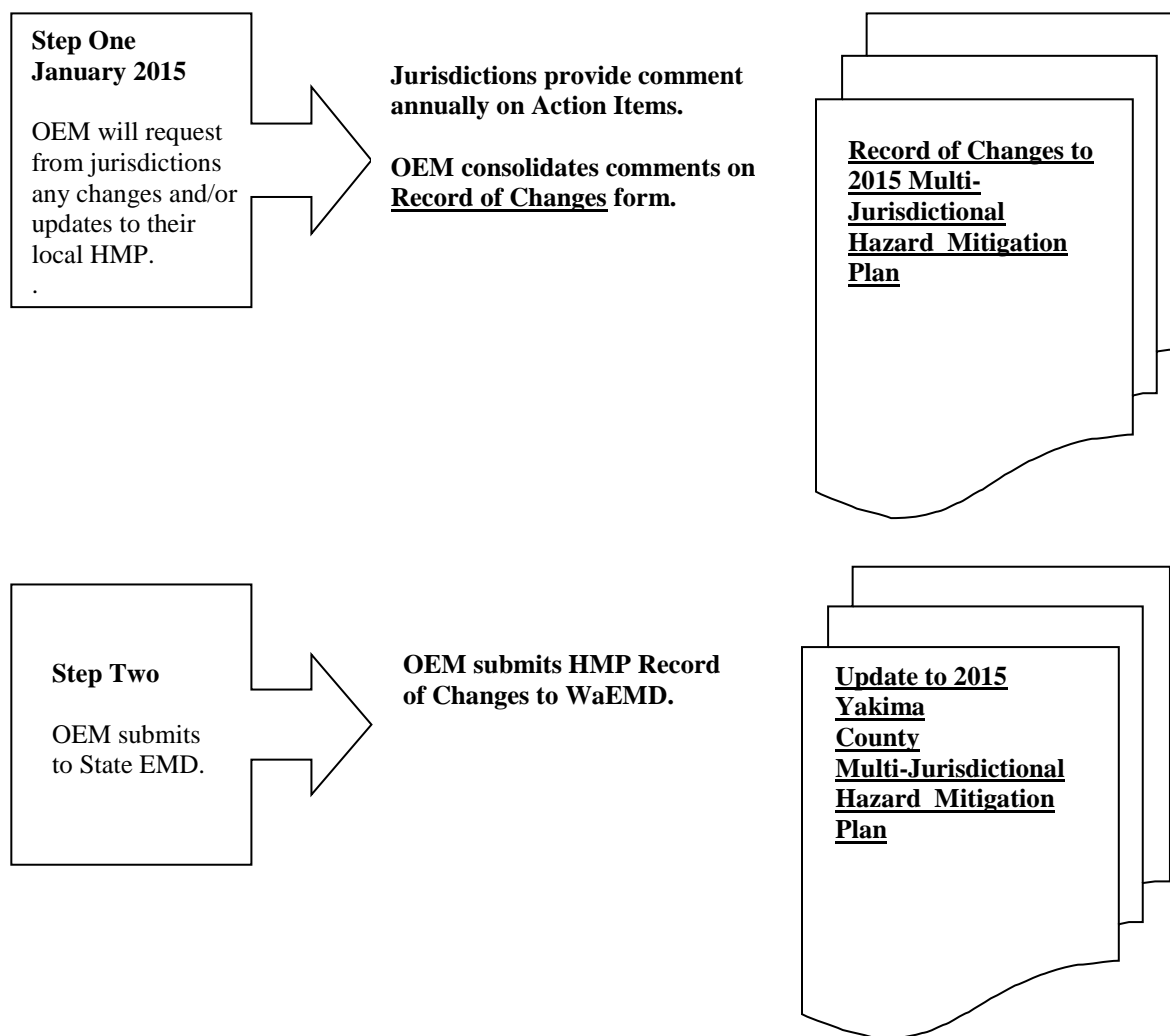 Step One
January 2015
OEM will request
from jurisdictions
any changes and/or
updates to their
local HMP.
.
Jurisdictions provide comment
annually on Action Items.
OEM consolidates comments on
Record of Changes form.
Record of Changes to
2015 Multi-
Jurisdictional
Hazard Mitigation
Plan
Step Two
OEM submits
to State EMD.
OEM submits HMP Record
of Changes to WaEMD.
Update to 2015
Yakima
County
Multi-Jurisdictional
Hazard Mitigation
Plan